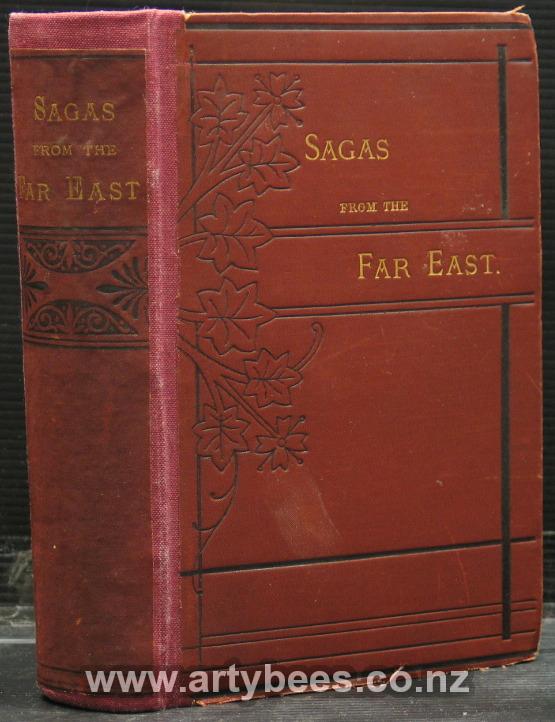 SAGAS
FROM THE
FAR EAST
SAGAS
FROM THE
FAR EAST.
www.artybees.co.nz